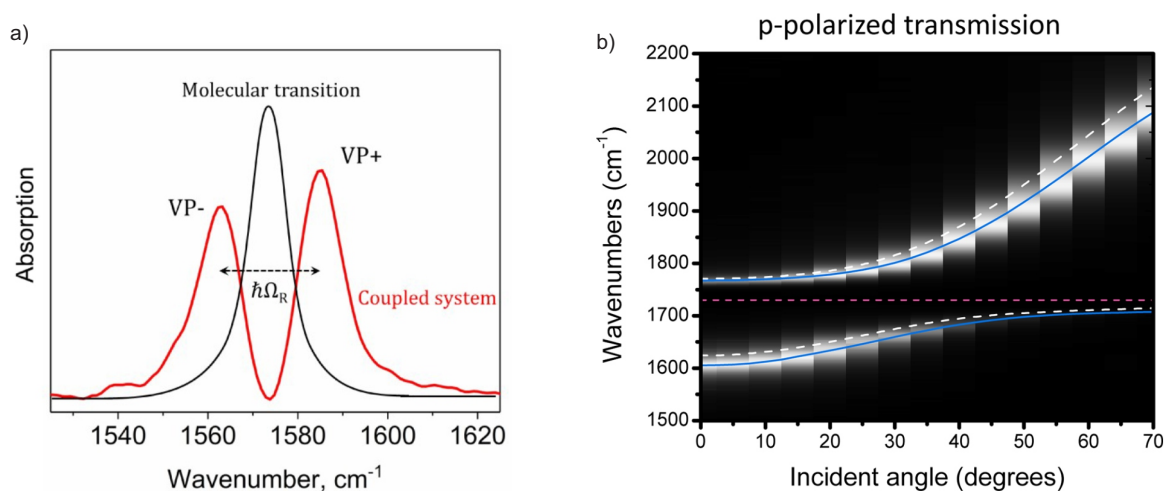 a)
Molecular transition
VP+
VP-
ħΩR
Coupled system
Absorption
1540 1560 1580 1600 1620
Wavenumber, cm-1
b)
p-polarized transmission
2200
2100
2000
1900
1800
1700
1600
1500
Wavenumbers (cm-1)
0 10 20 30 40 50 60 70
Incident angle (degrees)